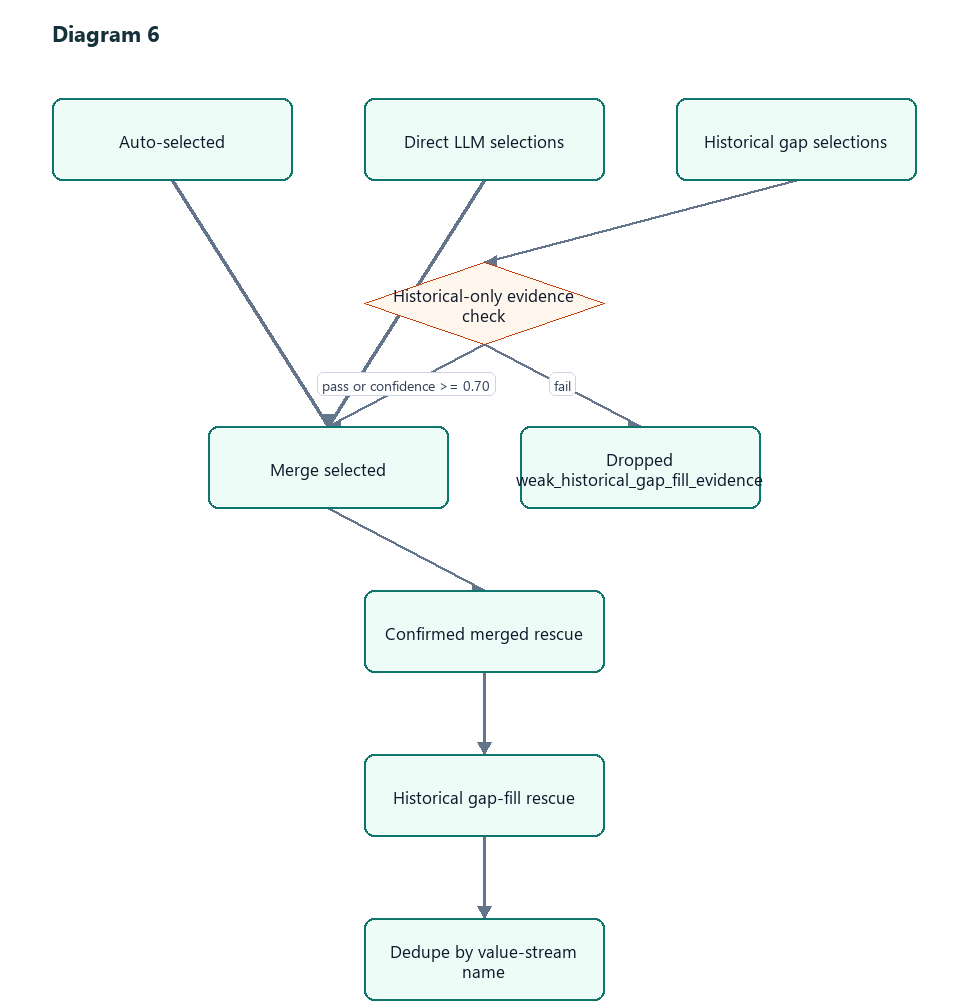 Diagram 6
Auto-selected
Direct LLM selections
Historical gap selections
Historical-only evidence
check
pass or confidence >= 0.70
fail
Merge selected
Dropped
weak_historical_gap_fill_evidence
Confirmed merged rescue
Historical gap-fill rescue
Dedupe by value-stream
name